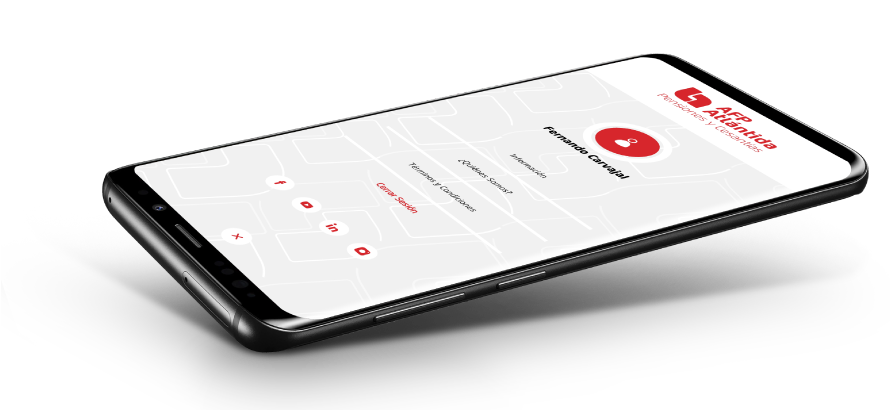 AFP
Atlántida
Pensiones y Cesantías
Fernando Carvajal
Información
¿Quiénes Somos?
Términos y Condiciones
Cerrar Sesión
f
in
X